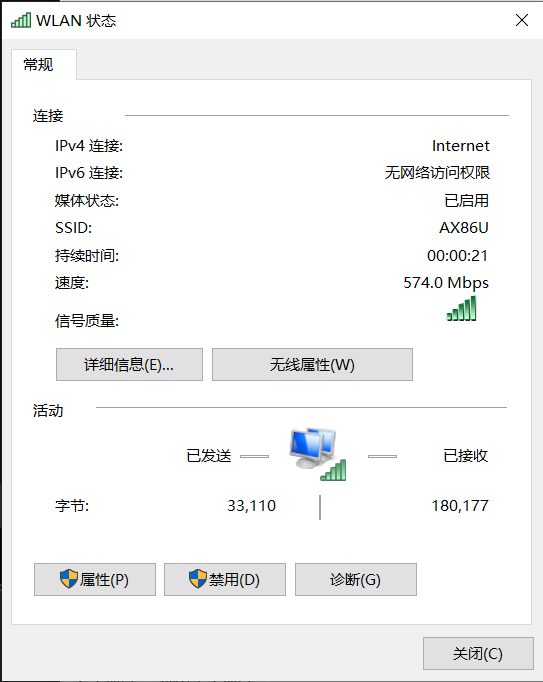 WLAN 状态
常规
连接
IPv4 连接: Internet
IPv6 连接: 无网络访问权限
媒体状态: 已启用
SSID: AX86U
持续时间: 00:00:21
速度: 574.0 Mbps
信号质量:
详细信息(E)... 无线属性(W)
活动
已发送 已接收
字节: 33,110 180,177
属性(P) 禁用(D) 诊断(G)
关闭(C)